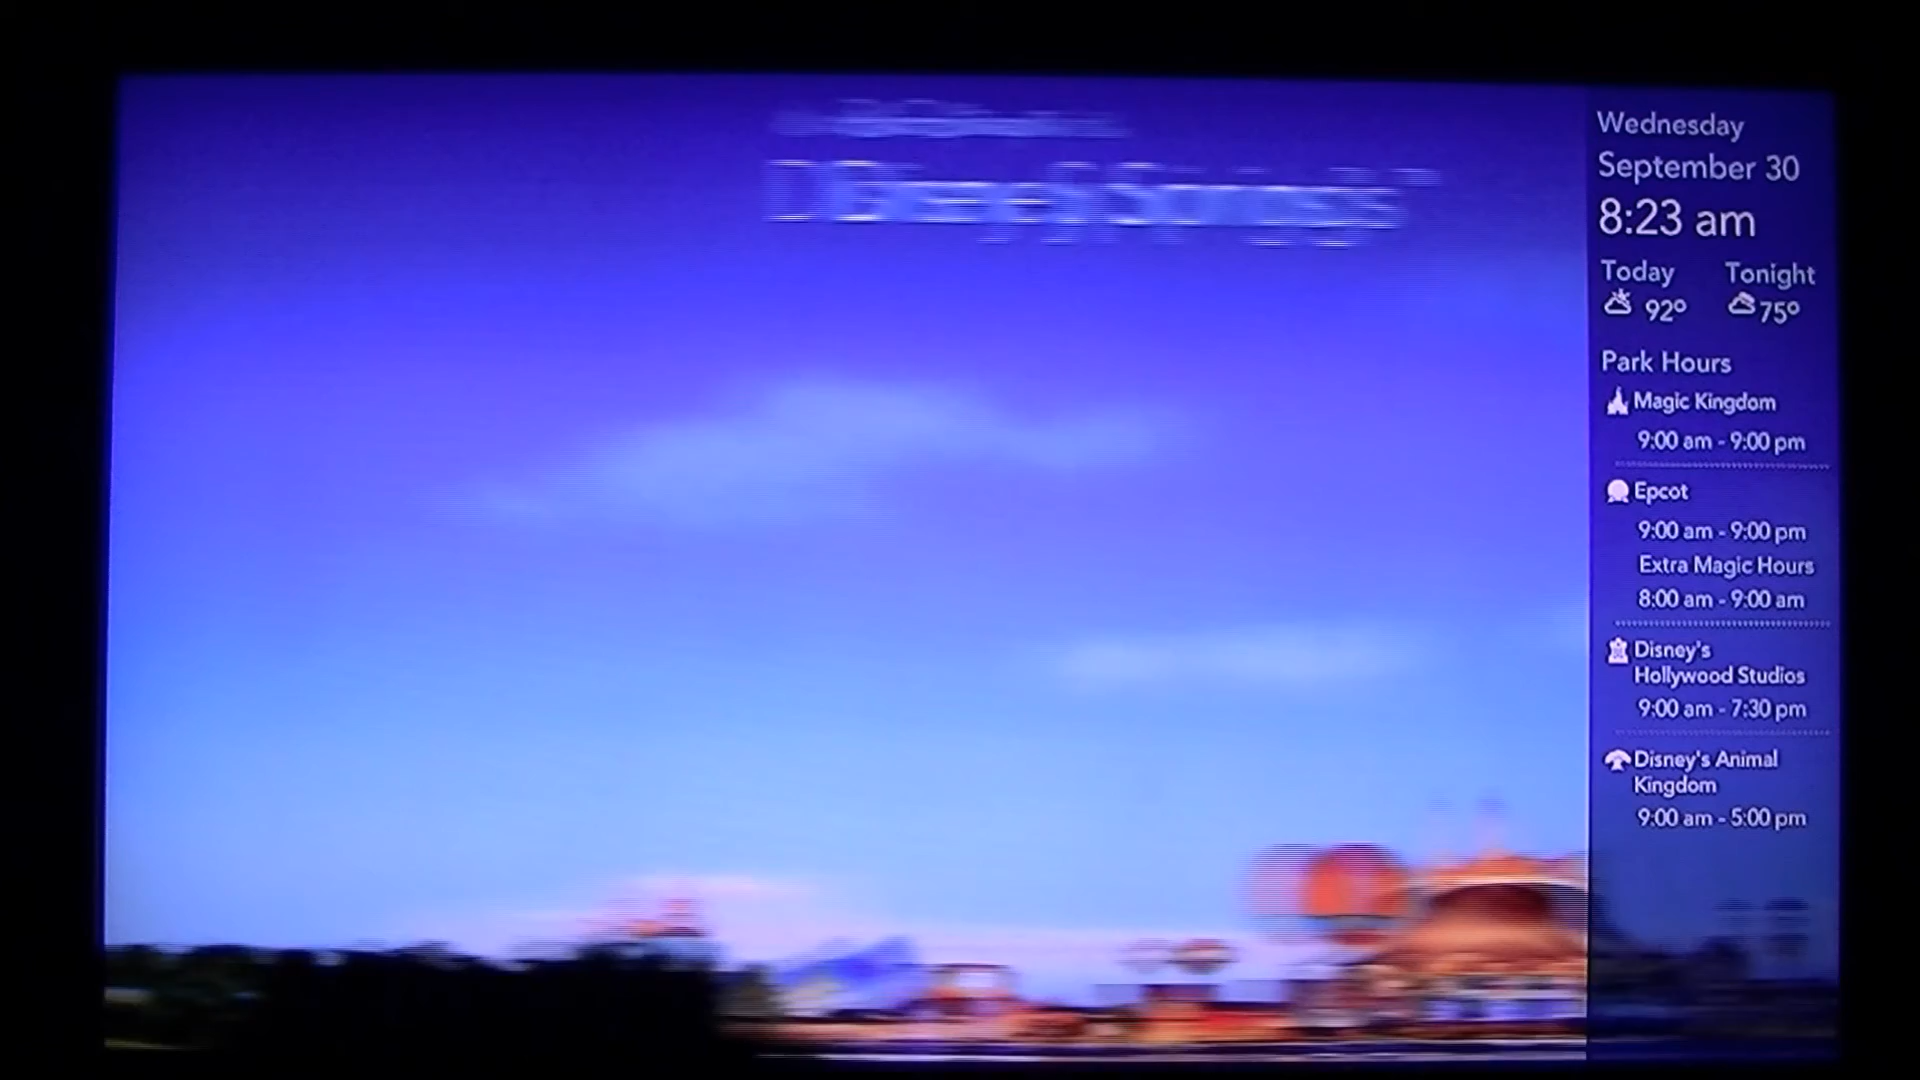 Disney Springs
Wednesday
September 30
8:23 am
Today Tonight
92° 75°
Park Hours
Magic Kingdom
9:00 am - 9:00 pm
Epcot
9:00 am - 9:00 pm
Extra Magic Hours
8:00 am - 9:00 am
Disney's
Hollywood Studios
9:00 am - 7:30 pm
Disney's Animal
Kingdom
9:00 am - 5:00 pm